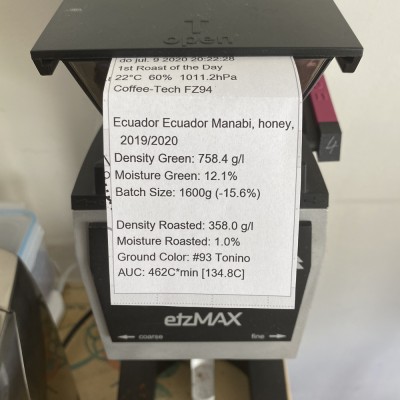 open
do jul. 9 2020 20:22:28
1st Roast of the Day
22°C 60% 1011.2hPa
Coffee-Tech FZ94
Ecuador Ecuador Manabi, honey,
2019/2020
Density Green: 758.4 g/l
Moisture Green: 12.1%
Batch Size: 1600g (-15.6%)
Density Roasted: 358.0 g/l
Moisture Roasted: 1.0%
Ground Color: #93 Tonino
AUC: 462C*min [134.8C]
etzMAX
coarse
fine
4